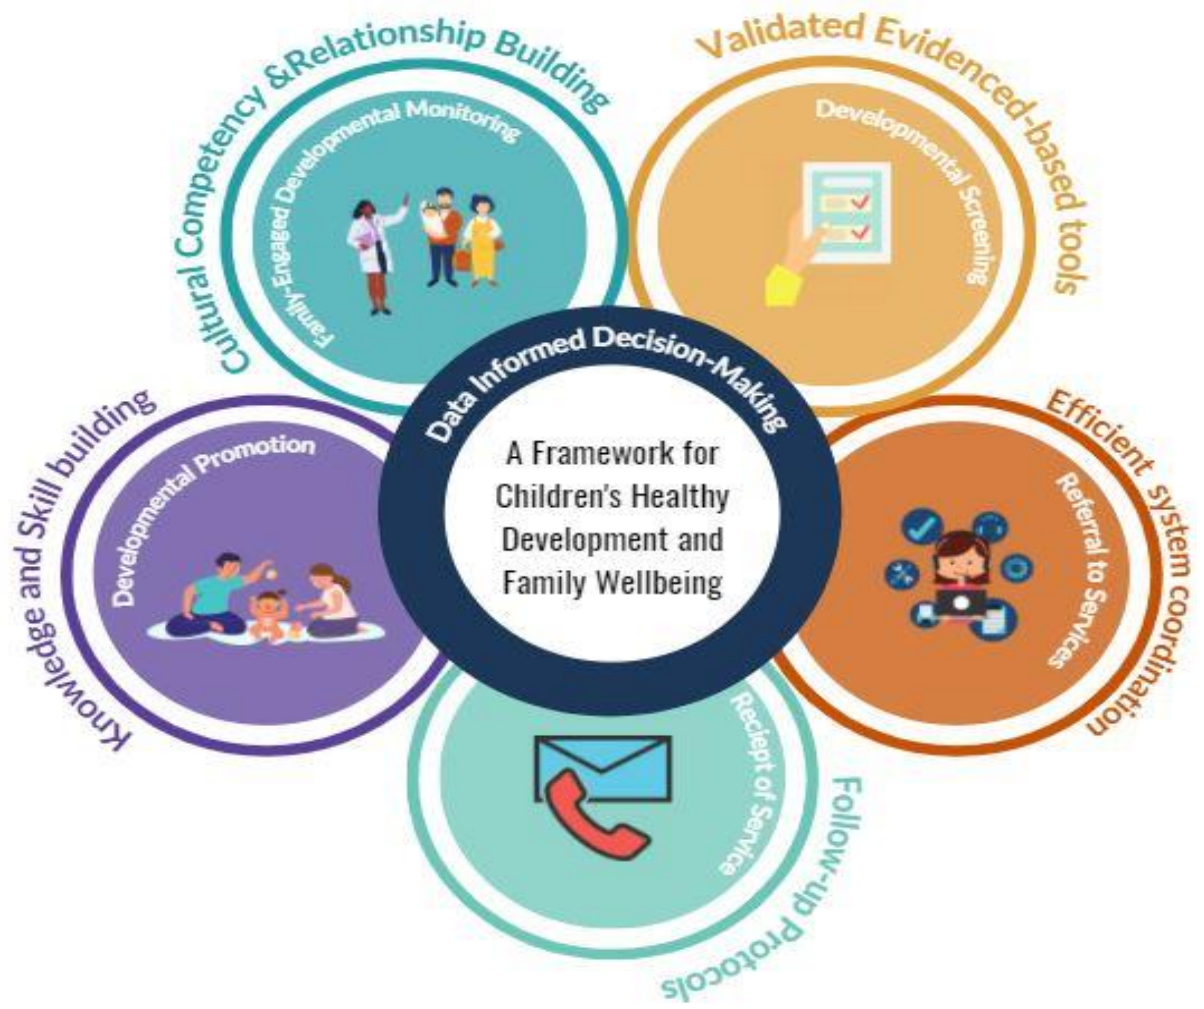 Cultural Competency &Relationship Building
Family-Engaged Developmental Monitoring
Validated Evidenced-based tools
Developmental Screening
Knowledge and Skill building
Developmental Promotion
Data Informed Decision-Making
A Framework for
Children's Healthy
Development and
Family Wellbeing
Efficient system coordination
Referral to Services
Reciept of Service
Follow-up Protocols